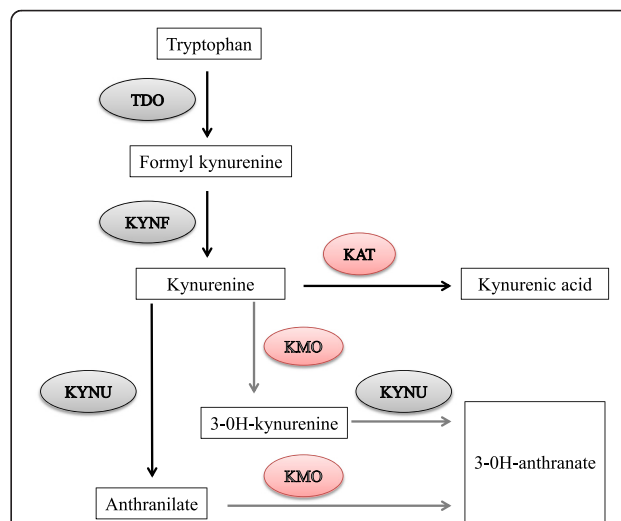 Tryptophan
TDO
Formyl kynurenine
KYNF
KAT
Kynurenine
Kynurenic acid
KMO
KYNU
KYNU
3-0H-kynurenine
3-0H-anthranate
KMO
Anthranilate